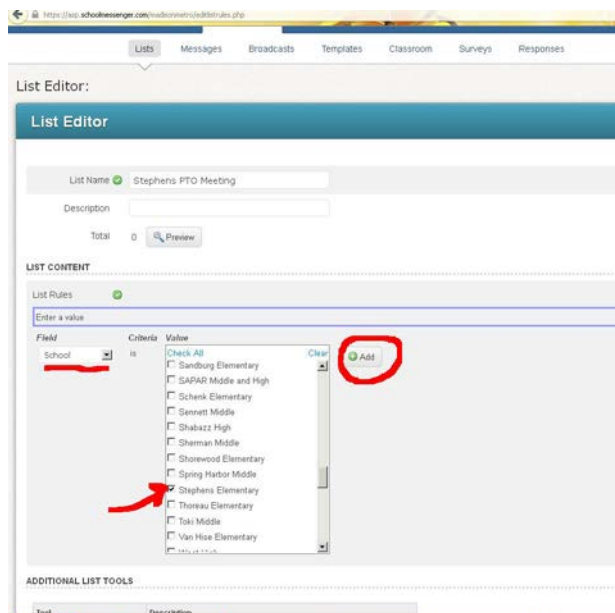 https://asp.schoolmessenger.com/madisonmetro/editlistrules.php
Lists Messages Broadcasts Templates Classroom Surveys Responses
List Editor:
List Editor
List Name Stephens PTO Meeting
Description
Total 0 Preview
LIST CONTENT
List Rules
Enter a value
Field Criteria Value
School is Check All Clear Add
Sandburg Elementary
SAPAR Middle and High
Schenk Elementary
Sennett Middle
Shabazz High
Sherman Middle
Shorewood Elementary
Spring Harbor Middle
Stephens Elementary
Thoreau Elementary
Toki Middle
Van Hise Elementary
ADDITIONAL LIST TOOLS
Tool Description